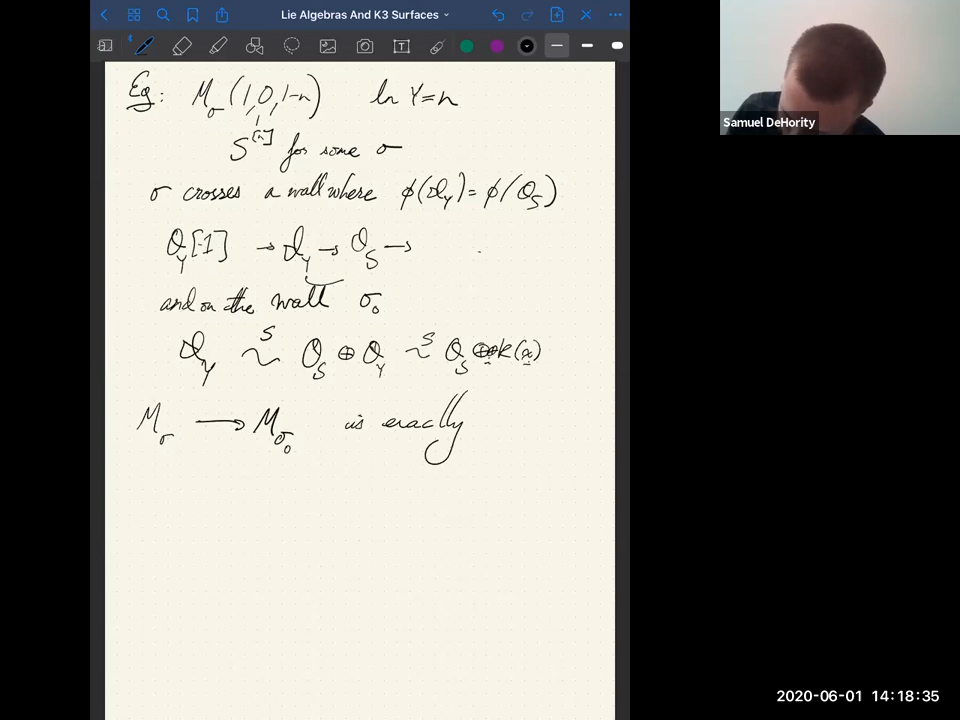 Lie Algebras And K3 Surfaces
Eg: M_σ (1, 0, 1-n) ln Y = n
S^[n] for some σ
σ crosses a wall where ϕ(𝓘_Y) = ϕ(𝒪_S)
𝒪_Y[-1] → 𝓘_Y → 𝒪_S →
and on the wall σ_0
𝓘_Y ~^S 𝒪_S ⊕ 𝒪_Y ~^S 𝒪_S ⊕ k(x)
M_σ → M_σ_0 is exactly
Samuel DeHority
2020-06-01 14:18:35